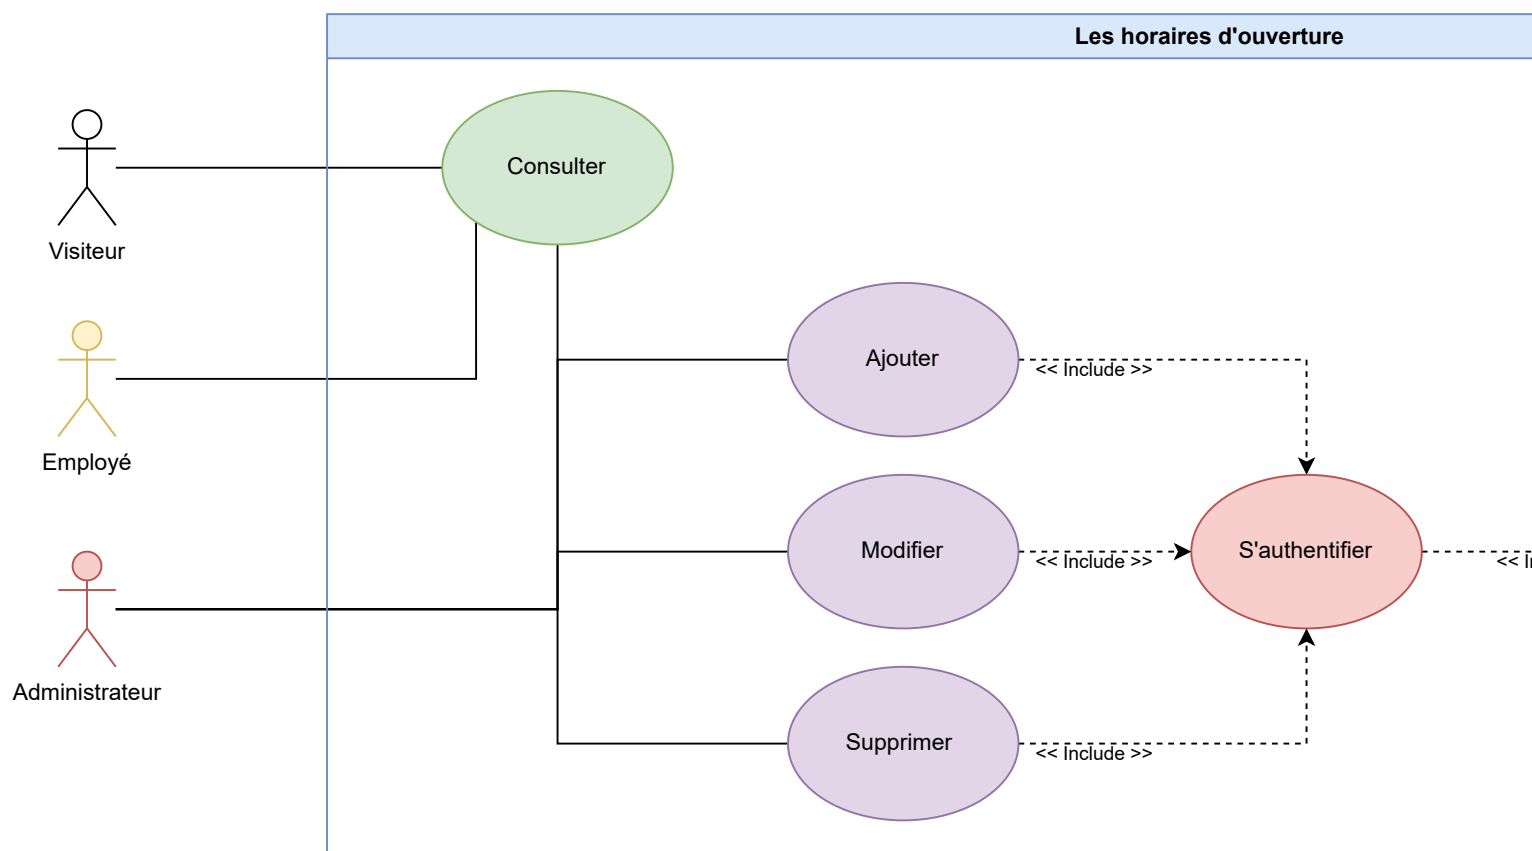 Les horaires d'ouverture
Consulter
Visiteur
Ajouter
<< Include >>
Employé
Modifier
<< Include >>
S'authentifier
<< I
Administrateur
Supprimer
<< Include >>